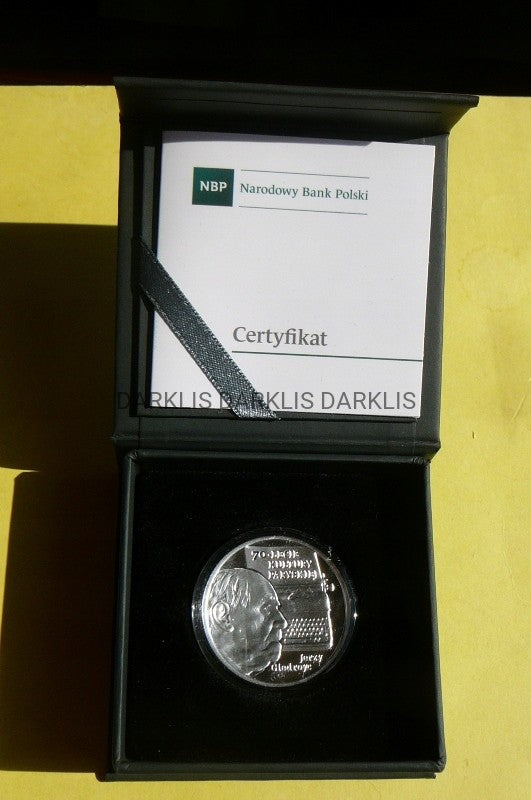 NBP
Narodowy Bank Polski
Certyfikat
DARKLIS DARKLIS DARKLIS
70-LECIE
KULTURY
PARYSKIEJ
Jerzy
Giedroyc